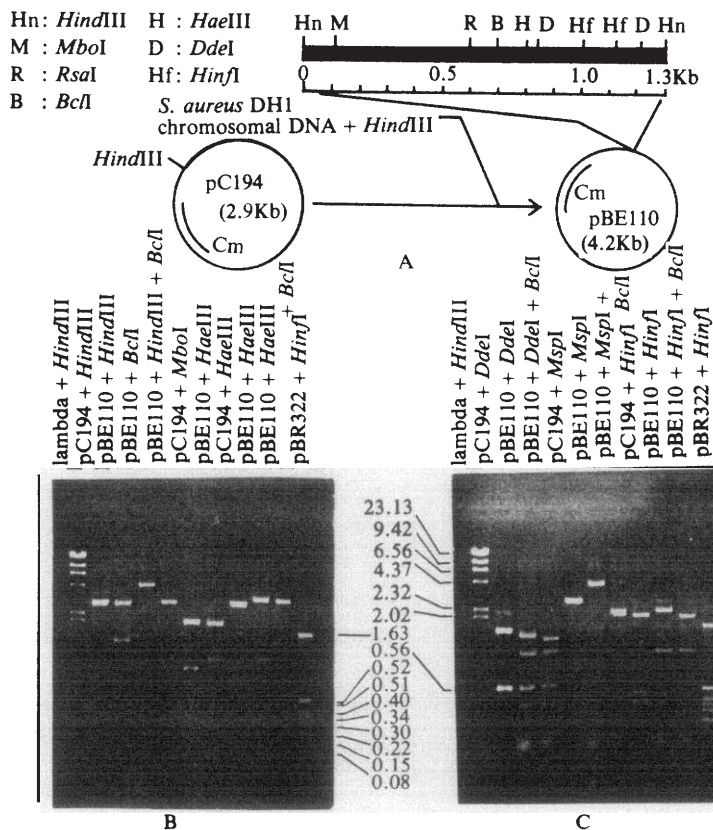 Hn: HindIII H : HaeIII
M : MboI D : DdeI
R : RsaI Hf: HinfI
B : BclI
Hn M R B H D Hf Hf D Hn
0 0.5 1.0 1.3Kb
S. aureus DH1
chromosomal DNA + HindIII
HindIII
pC194
(2.9Kb)
Cm
Cm
pBE110
(4.2Kb)
A
lambda + HindIII
pC194 + HindIII
pBE110 + HindIII
pBE110 + BclI
pBE110 + HindIII + BclI
pC194 + MboI
pBE110 + HaeIII
pC194 + HaeIII
pBE110 + HaeIII
pBE110 + HaeIII + BclI
pBR322 + HinfI
lambda + HindIII
pC194 + DdeI
pBE110 + DdeI
pBE110 + DdeI + BclI
pC194 + MspI
pBE110 + MspI
pBE110 + MspI + BclI
pC194 + HinfI
pBE110 + HinfI
pBE110 + HinfI + BclI
pBR322 + HinfI
23.13
9.42
6.56
4.37
2.32
2.02
1.63
0.56
0.52
0.51
0.40
0.34
0.30
0.22
0.15
0.08
B
C